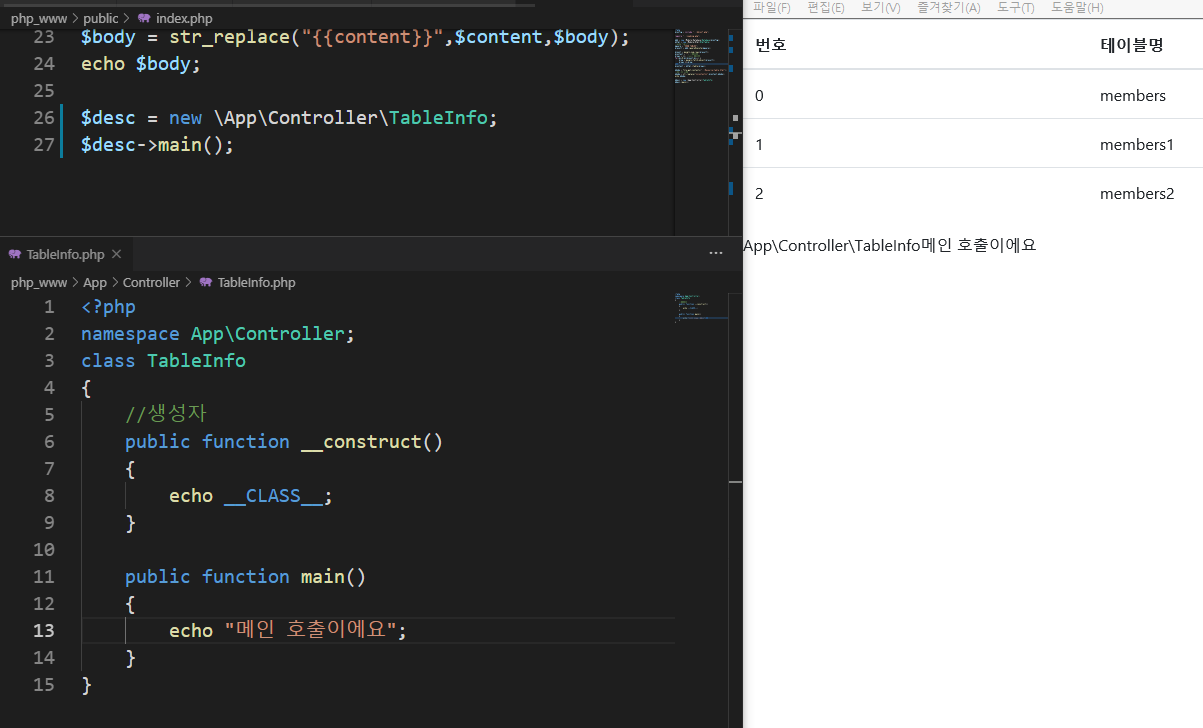 php_www > public > index.php
23 $body = str_replace("{{content}}",$content,$body);
24 echo $body;
25
26 $desc = new \App\Controller\TableInfo;
27 $desc->main();
TableInfo.php ×
php_www > App > Controller > TableInfo.php
1 <?php
2 namespace App\Controller;
3 class TableInfo
4 {
5 //생성자
6 public function __construct()
7 {
8 echo __CLASS__;
9 }
10
11 public function main()
12 {
13 echo "메인 호출이에요";
14 }
15 }
파일(F) 편집(E) 보기(V) 즐겨찾기(A) 도구(T) 도움말(H)
번호 테이블명
0 members
1 members1
2 members2
App\Controller\TableInfo메인 호출이에요